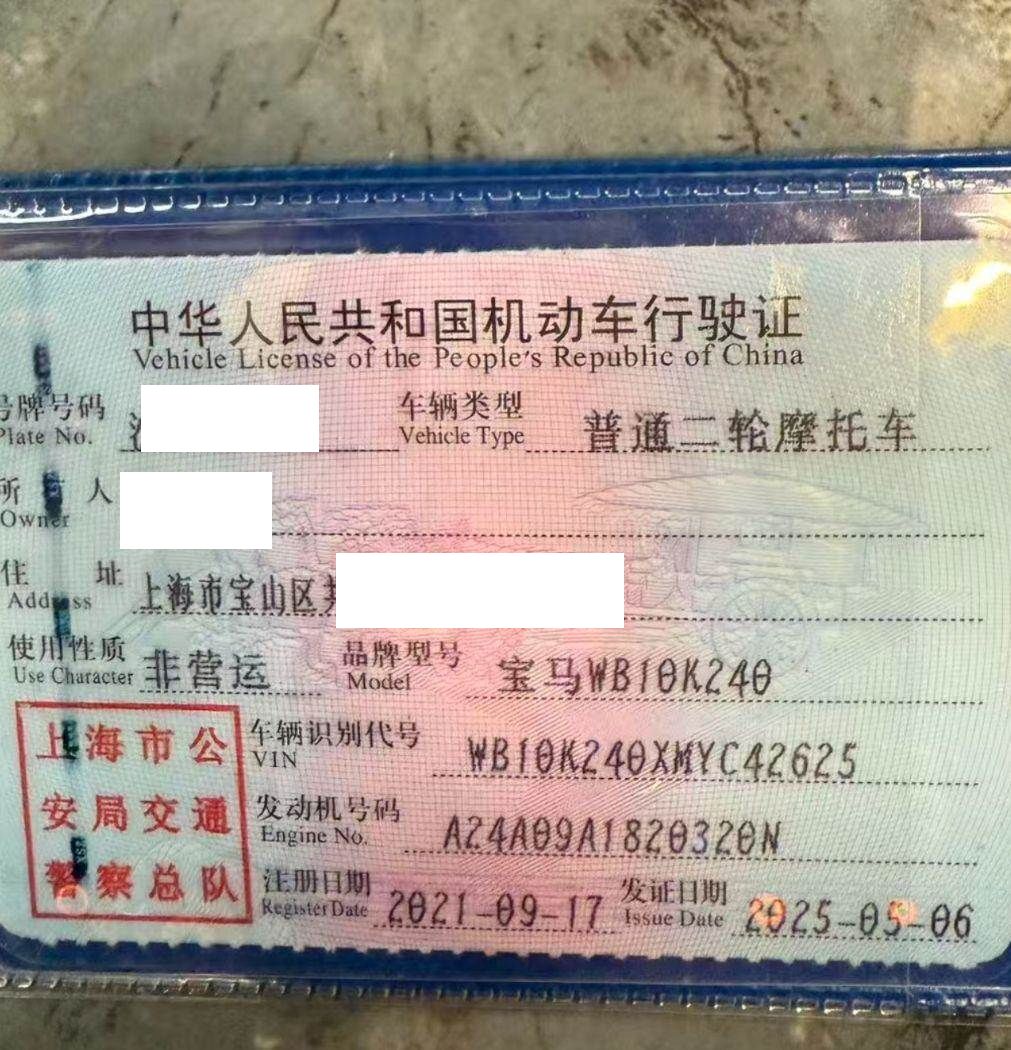 中华人民共和国机动车行驶证
Vehicle License of the People's Republic of China
号牌号码 车辆类型 普通二轮摩托车
Plate No. Vehicle Type
所有人
Owner
住址 上海市宝山区
Address
使用性质 非营运 品牌型号 宝马WB10K240
Use Character Model
车辆识别代号 WB10K240XMYC42625
VIN
发动机号码 A24A09A1820320N
Engine No.
注册日期 2021-09-17 发证日期 2025-05-06
Register Date Issue Date
上海市公
安局交通
警察总队